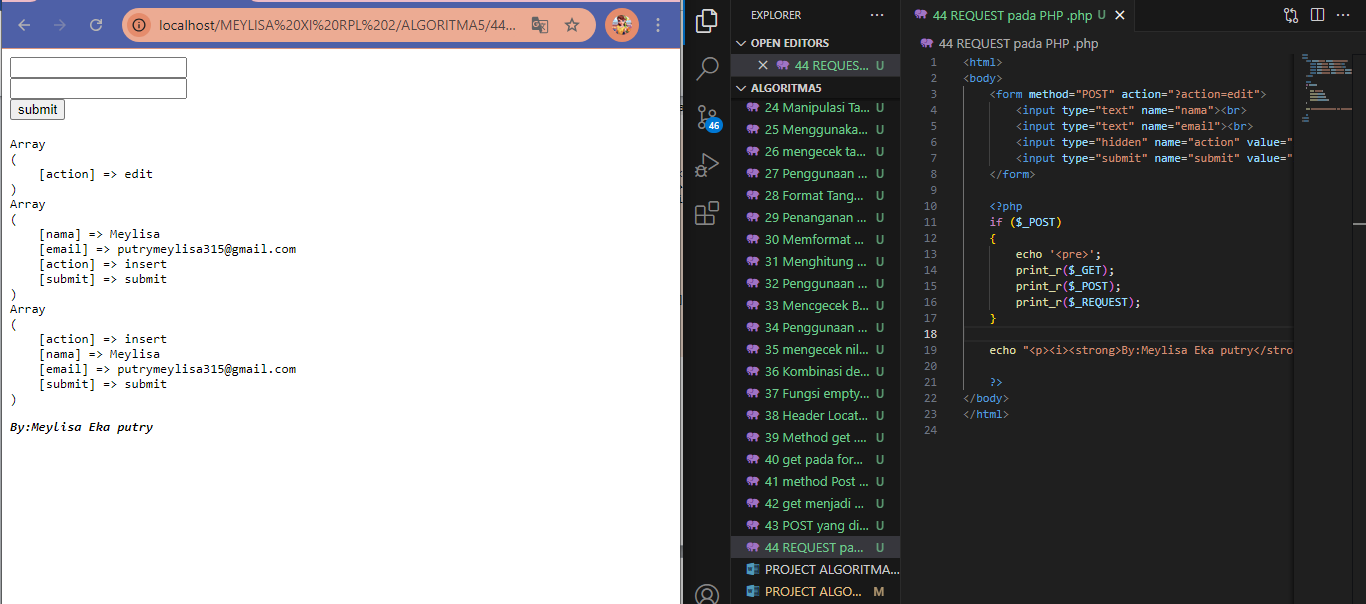 localhost/MEYLISA%20XI%20RPL%202/ALGORITMA5/44...
submit
Array
(
[action] => edit
)
Array
(
[nama] => Meylisa
[email] => putrymeylisa315@gmail.com
[action] => insert
[submit] => submit
)
Array
(
[action] => insert
[nama] => Meylisa
[email] => putrymeylisa315@gmail.com
[submit] => submit
)
By:Meylisa Eka putry
46
EXPLORER ...
OPEN EDITORS
44 REQUES... U
ALGORITMA5
24 Manipulasi Ta... U
25 Menggunaka... U
26 mengecek ta... U
27 Penggunaan ... U
28 Format Tang... U
29 Penanganan ... U
30 Memformat ... U
31 Menghitung ... U
32 Penggunaan ... U
33 Mencgecek B... U
34 Penggunaan ... U
35 mengecek nil... U
36 Kombinasi de... U
37 Fungsi empty... U
38 Header Locat... U
39 Method get .... U
40 get pada for... U
41 method Post ... U
42 get menjadi ... U
43 POST yang di... U
44 REQUEST pa... U
PROJECT ALGORITMA...
PROJECT ALGO... M
44 REQUEST pada PHP .php U
44 REQUEST pada PHP .php
1 <html>
2 <body>
3 <form method="POST" action="?action=edit">
4 <input type="text" name="nama"><br>
5 <input type="text" name="email"><br>
6 <input type="hidden" name="action" value="
7 <input type="submit" name="submit" value="
8 </form>
9
10 <?php
11 if ($_POST)
12 {
13 echo '<pre>';
14 print_r($_GET);
15 print_r($_POST);
16 print_r($_REQUEST);
17 }
18
19 echo "<p><i><strong>By:Meylisa Eka putry</stro
20
21 ?>
22 </body>
23 </html>
24